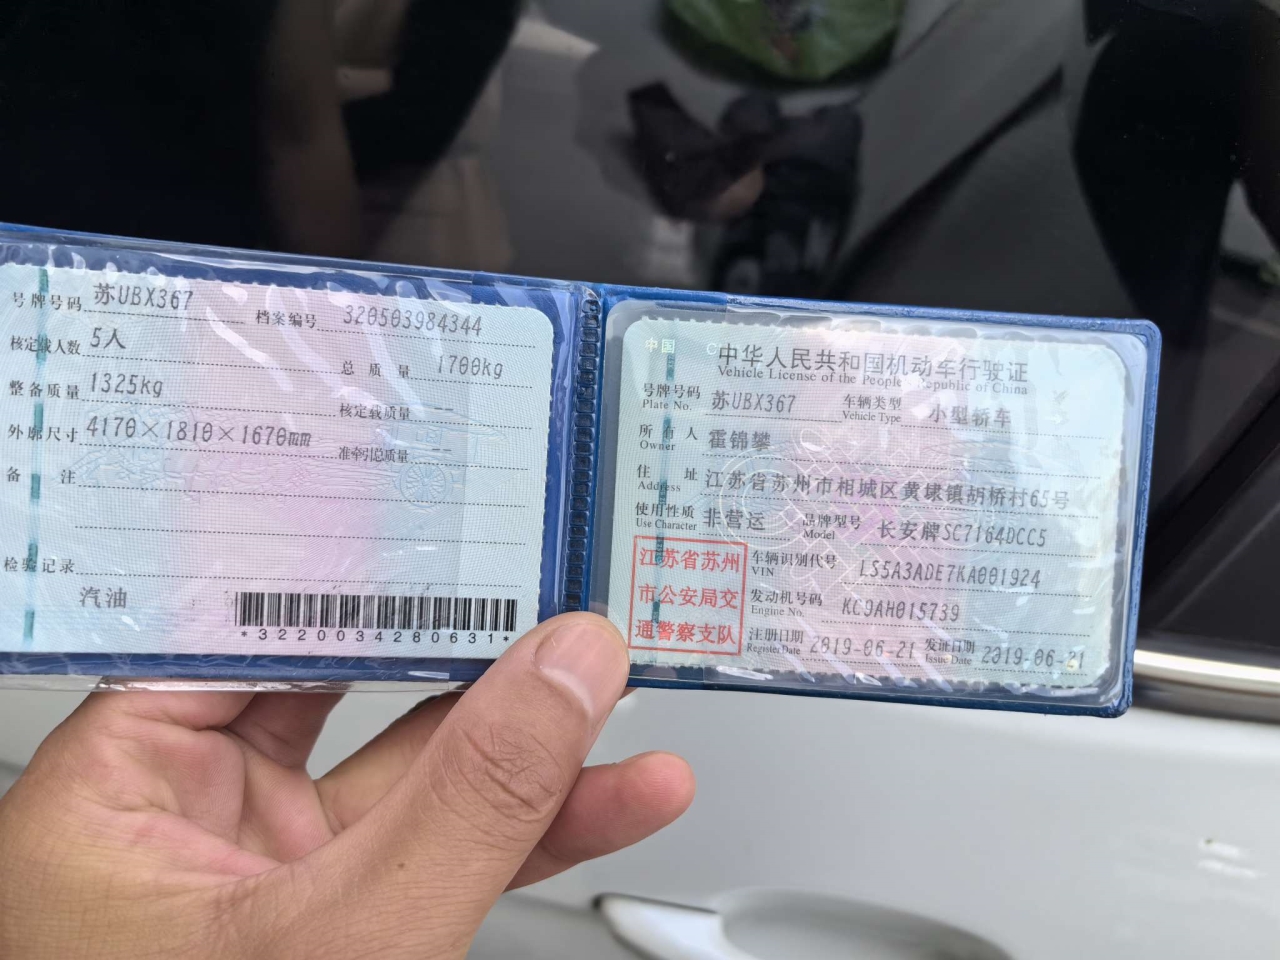 号牌号码 苏UBX367 档案编号 320503984344
核定载人数 5人 总质量 1700kg
整备质量 1325kg 核定载质量 --
外廓尺寸 4170×1810×1670mm 准牵引总质量 --
备注
检验记录
汽油
*3220034280631*
中国 C
中华人民共和国机动车行驶证
Vehicle License of the People's Republic of China
号牌号码 苏UBX367 车辆类型 小型轿车
Plate No. Vehicle Type
所有人 霍锦攀
Owner
住址 江苏省苏州市相城区黄埭镇胡桥村65号
Address
使用性质 非营运 品牌型号 长安牌SC7164DCC5
Use Character Model
江苏省苏州
市公安局交
通警察支队
车辆识别代号 LS5A3ADE7KA001924
VIN
发动机号码 KC9AH015739
Engine No.
注册日期 2019-06-21 发证日期 2019-06-21
Register Date Issue Date